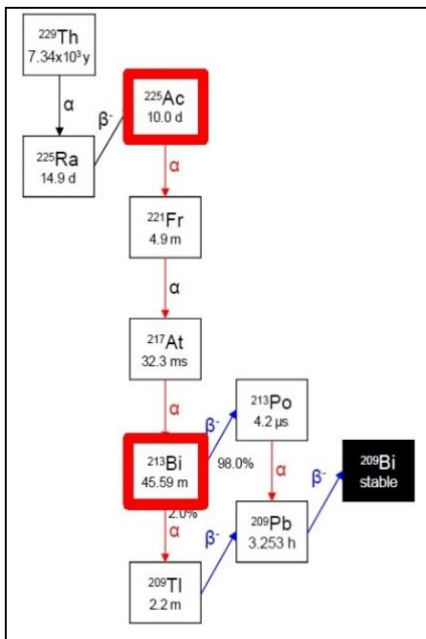 ²²⁹Th
7.34x10³y
α
²²⁵Ac
10.0 d
β⁻
²²⁵Ra
14.9 d
α
²²¹Fr
4.9 m
α
²¹⁷At
32.3 ms
α
²¹³Po
4.2 µs
β⁻
²¹³Bi
45.59 m
98.0%
α
β⁻
²⁰⁹Bi
stable
2.0%
α
β⁻
²⁰⁹Pb
3.253 h
²⁰⁹Tl
2.2 m